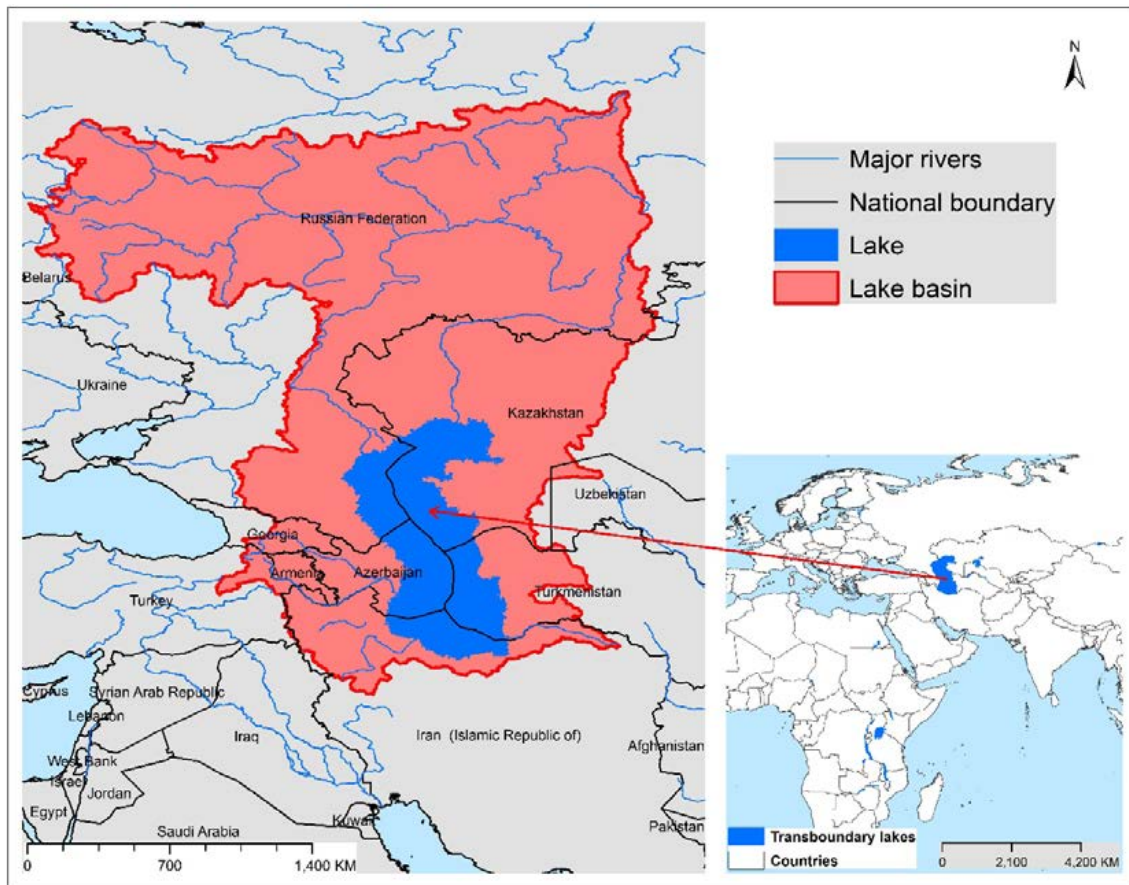 N
Major rivers
National boundary
Lake
Lake basin
Russian Federation
Belarus
Ukraine
Kazakhstan
Uzbekistan
Georgia
Armenia
Azerbaijan
Turkmenistan
Turkey
Cyprus
Syrian Arab Republic
Lebanon
Iraq
Iran (Islamic Republic of)
Afghanistan
West Bank
Israel
Jordan
Egypt
Kuwa
Pakistan
Saudi Arabia
0 700 1,400 KM
Transboundary lakes
Countries
0 2,100 4,200 KM